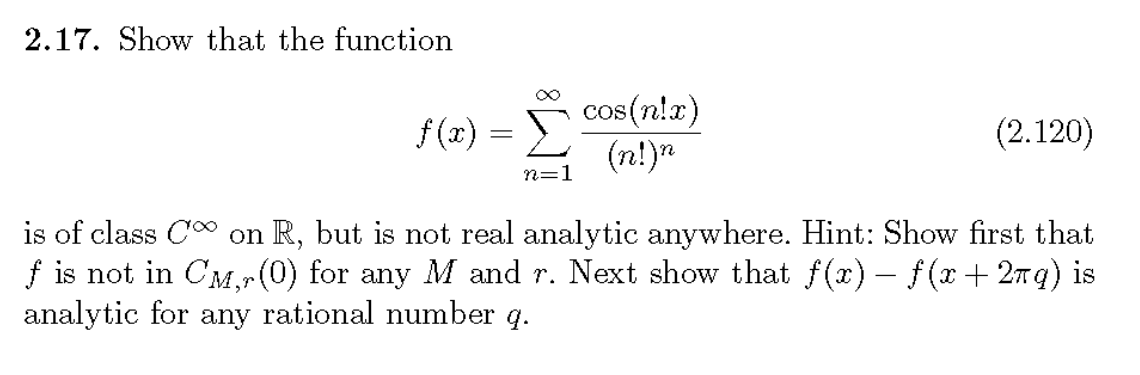 2.17. Show that the function
f(x) = ∑_{n=1}^{∞} cos(n!x) / (n!)^n (2.120)
is of class C^∞ on ℝ, but is not real analytic anywhere. Hint: Show first that
f is not in C_{M,r}(0) for any M and r. Next show that f(x) − f(x + 2πq) is
analytic for any rational number q.